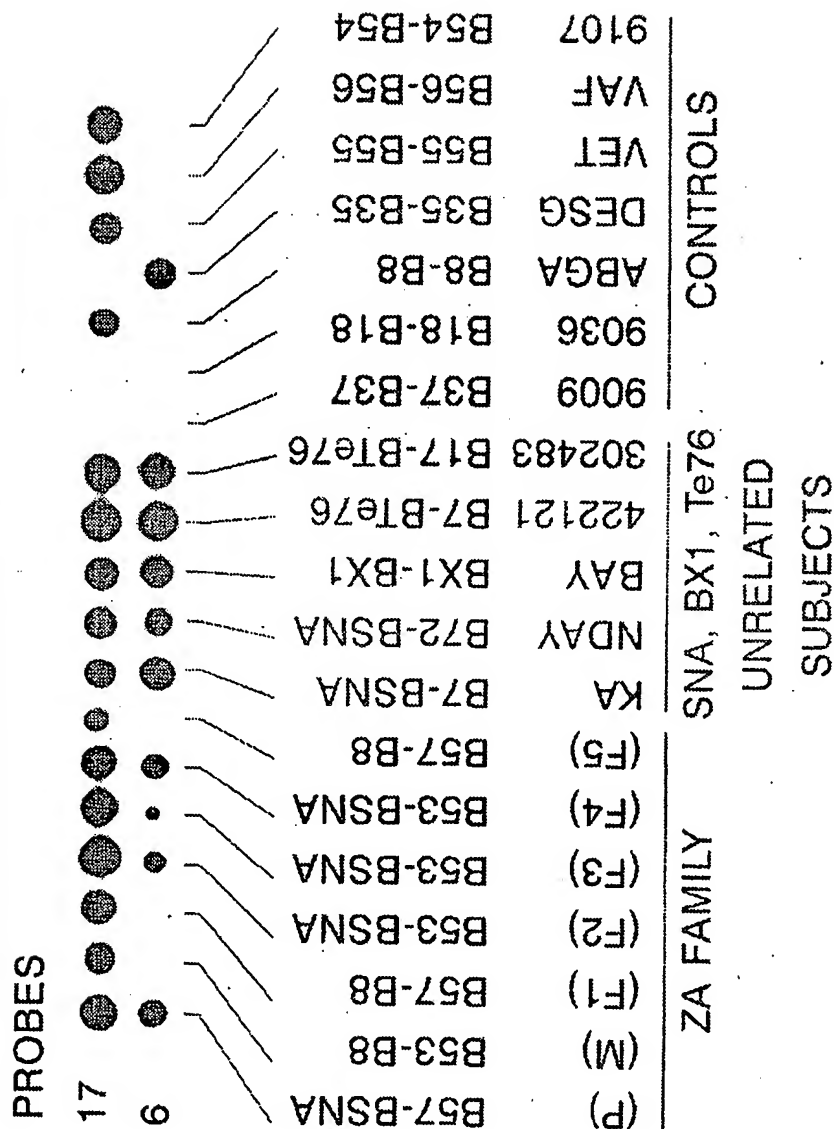 PROBES
17
6
B57-BSNA (P)
B53-B8 (M)
B57-B8 (F1)
B53-BSNA (F2)
B53-BSNA (F3)
B53-BSNA (F4)
B57-B8 (F5)
B7-BSNA KA
B72-BSNA NDAY
BX1-BX1 BAY
B7-BTe76 422121
B17-BTe76 302483
B37-B37 9009
B18-B18 9036
B8-B8 ABGA
B35-B35 DESG
B55-B55 VET
B56-B56 VAF
B54-B54 9107
ZA FAMILY
SNA, BX1, Te76
UNRELATED
SUBJECTS
CONTROLS